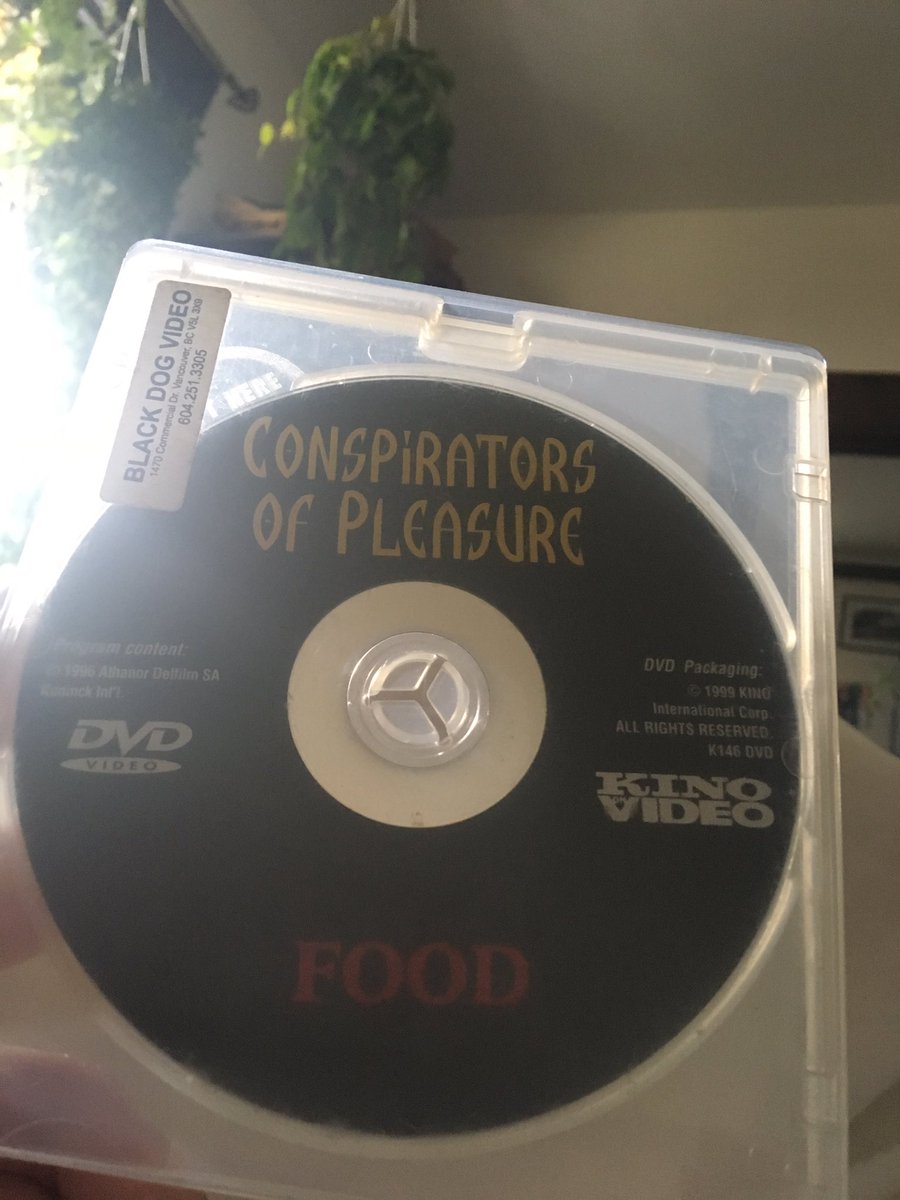 BLACK DOG VIDEO
1470 Commercial Dr. Vancouver, BC V5L 3X9
604.251.3305
HERE
CONSPiRATORS
OF PLEASURE
Program content:
© 1996 Athanor Delfilm SA
Int'l.
DVD
VIDEO
DVD Packaging:
© 1999 KINO
International Corp.
ALL RIGHTS RESERVED.
K146 DVD
KINO
ON
VIDEO
FOOD